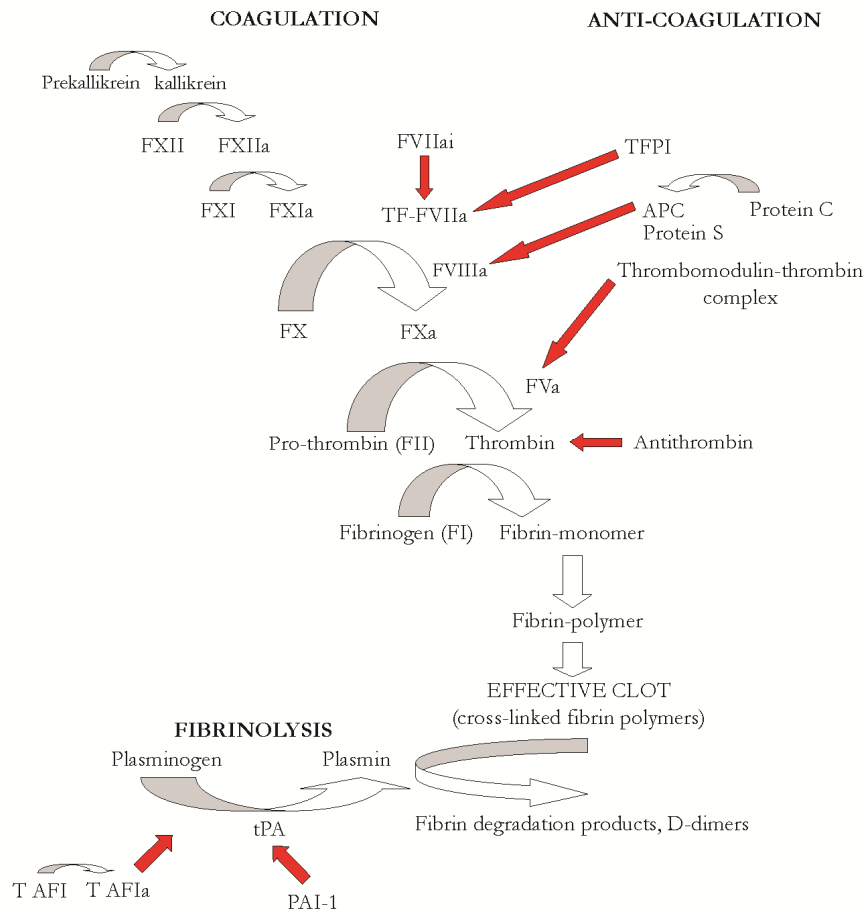 COAGULATION
ANTI-COAGULATION
Prekallikrein
kallikrein
FXII
FXIIa
FVIIai
TFPI
FXI
FXIa
TF-FVIIa
APC
Protein S
Protein C
FVIIIa
Thrombomodulin-thrombin
complex
FX
FXa
FVa
Pro-thrombin (FII)
Thrombin
Antithrombin
Fibrinogen (FI)
Fibrin-monomer
Fibrin-polymer
EFFECTIVE CLOT
(cross-linked fibrin polymers)
FIBRINOLYSIS
Plasminogen
Plasmin
tPA
Fibrin degradation products, D-dimers
T AFI
T AFIa
PAI-1